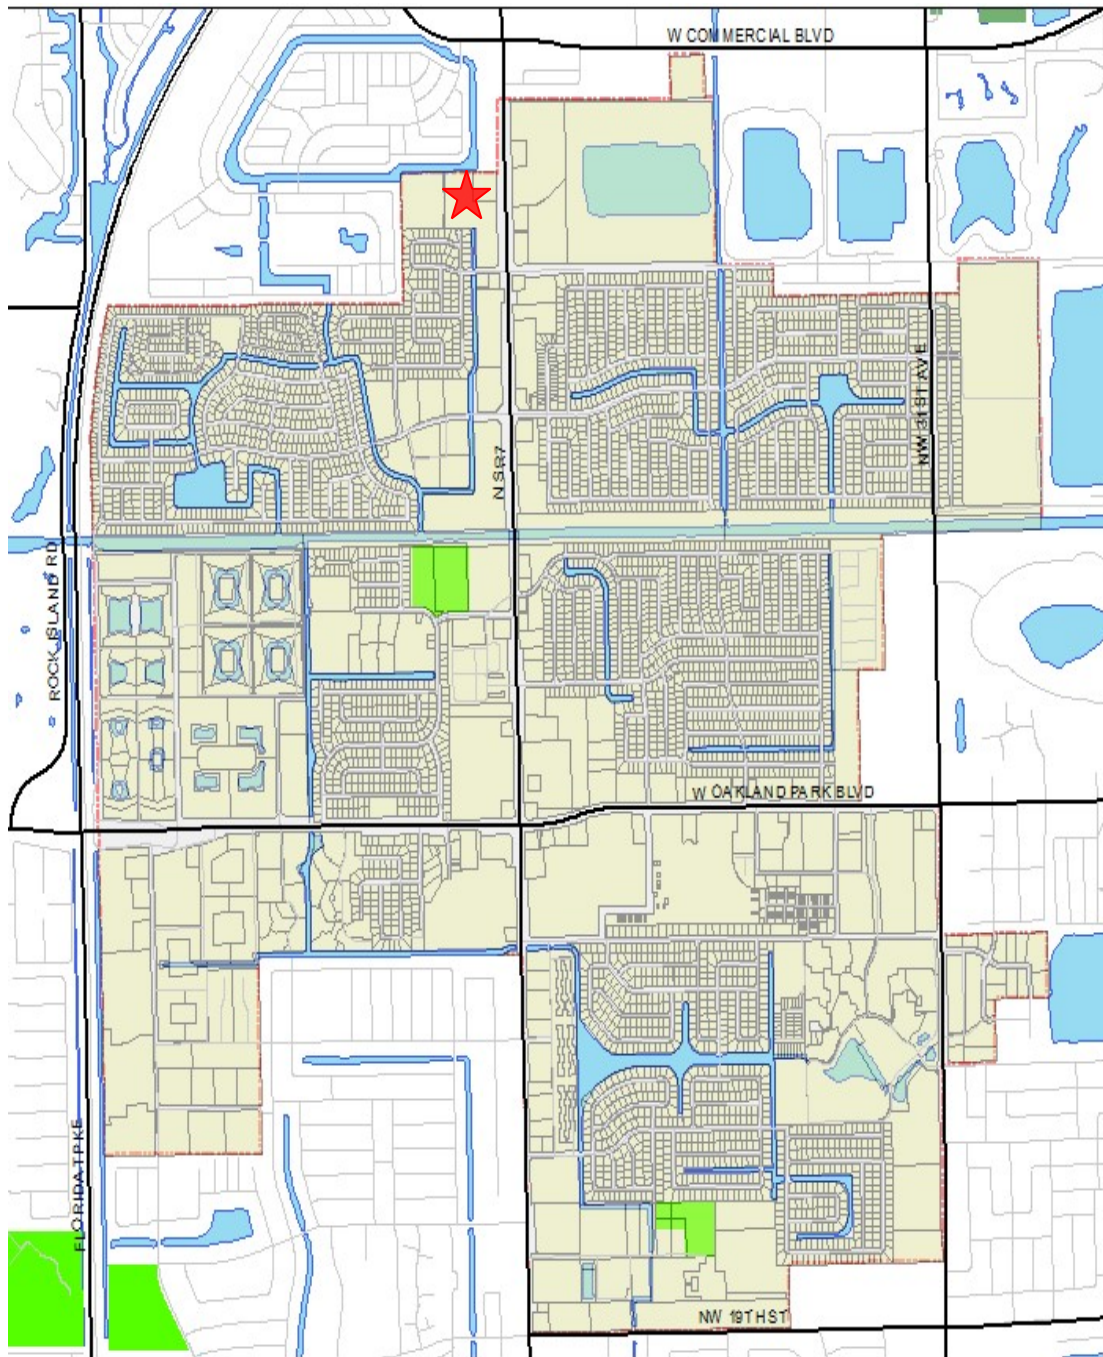 W COMMERCIAL BLVD
NW 31ST AVE
N SR7
ROCK ISLAND RD
W OAKLAND PARK BLVD
FLORIDA TPKE
NW 19TH ST